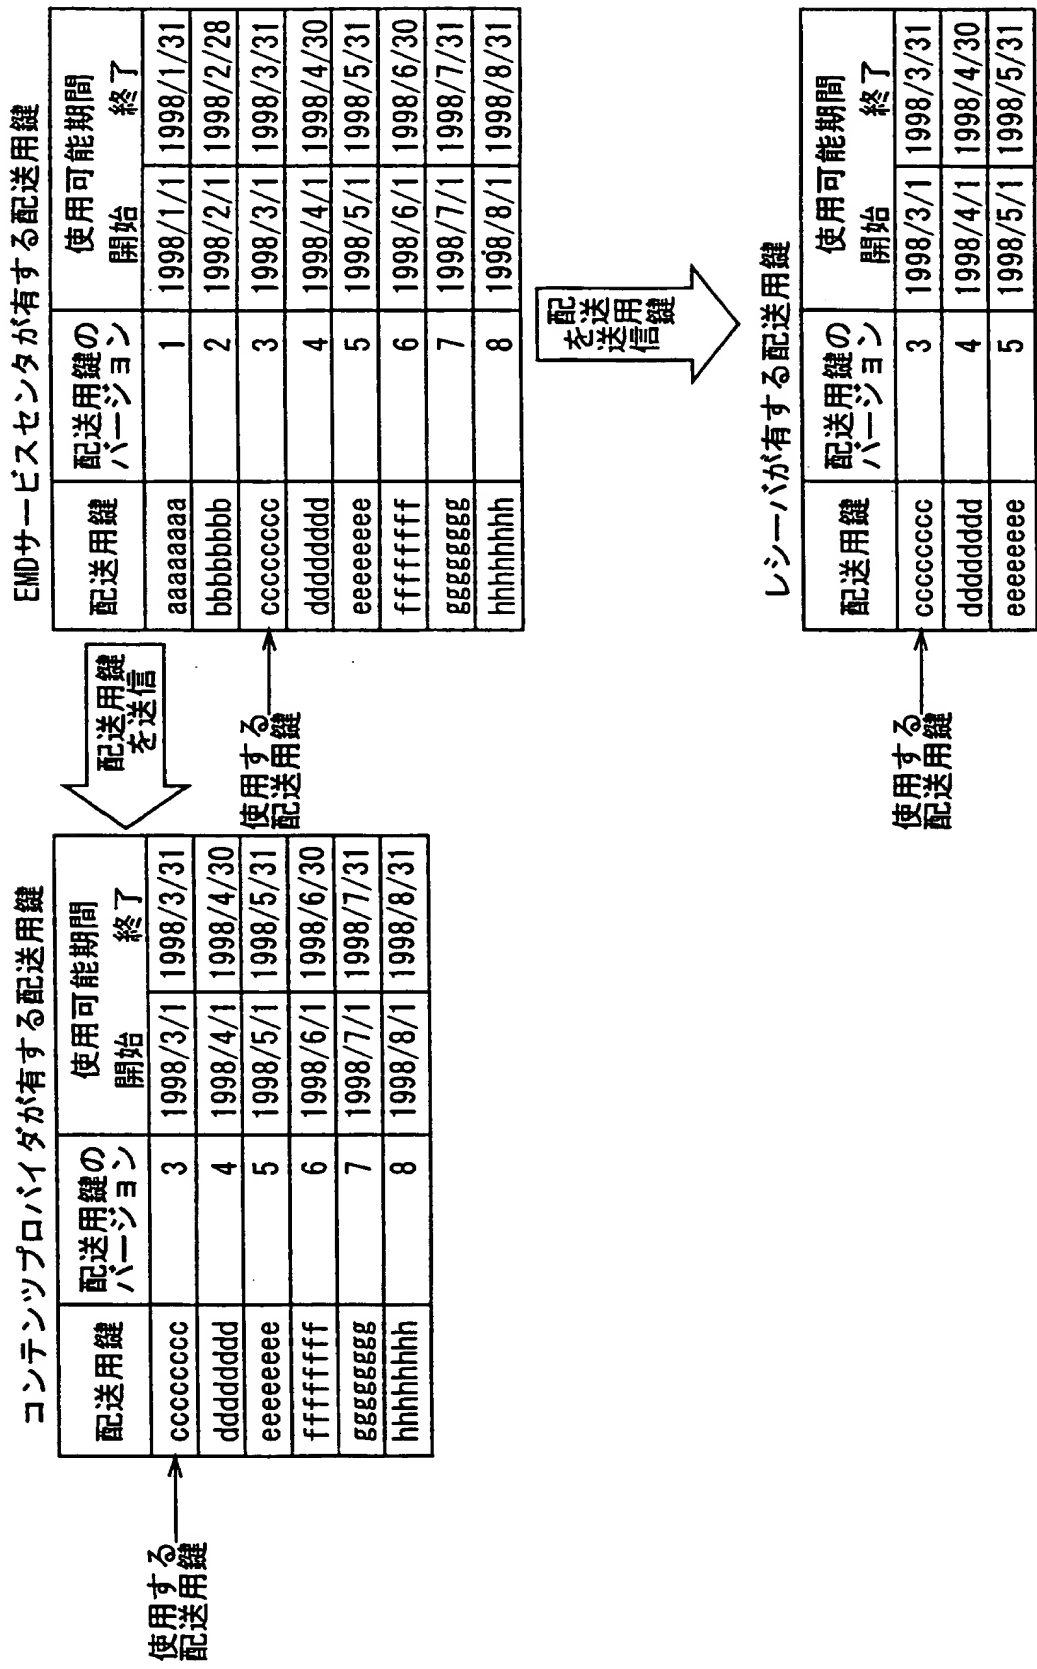 コンテンツプロバイダが有する配送用鍵
配送用鍵 配送用鍵の 使用可能期間
バージョン 開始 終了
cccccccc 3 1998/3/1 1998/3/31
dddddddd 4 1998/4/1 1998/4/30
eeeeeeee 5 1998/5/1 1998/5/31
ffffffff 6 1998/6/1 1998/6/30
gggggggg 7 1998/7/1 1998/7/31
hhhhhhhh 8 1998/8/1 1998/8/31
使用する
配送用鍵
配送用鍵
を送信
EMDサービスセンタが有する配送用鍵
配送用鍵 配送用鍵の 使用可能期間
バージョン 開始 終了
aaaaaaaa 1 1998/1/1 1998/1/31
bbbbbbbb 2 1998/2/1 1998/2/28
cccccccc 3 1998/3/1 1998/3/31
dddddddd 4 1998/4/1 1998/4/30
eeeeeeee 5 1998/5/1 1998/5/31
ffffffff 6 1998/6/1 1998/6/30
gggggggg 7 1998/7/1 1998/7/31
hhhhhhhh 8 1998/8/1 1998/8/31
使用する
配送用鍵
配送用鍵
を送信
レシーバが有する配送用鍵
配送用鍵 配送用鍵の 使用可能期間
バージョン 開始 終了
cccccccc 3 1998/3/1 1998/3/31
dddddddd 4 1998/4/1 1998/4/30
eeeeeeee 5 1998/5/1 1998/5/31
使用する
配送用鍵